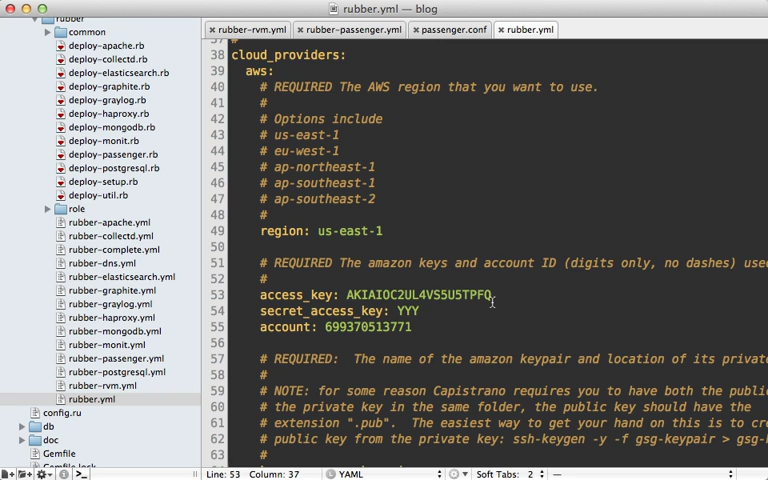 rubber.yml — blog
rubber
common
deploy-apache.rb
deploy-collectd.rb
deploy-elasticsearch.rb
deploy-graphite.rb
deploy-graylog.rb
deploy-haproxy.rb
deploy-mongodb.rb
deploy-monit.rb
deploy-passenger.rb
deploy-postgresql.rb
deploy-setup.rb
deploy-util.rb
role
rubber-apache.yml
rubber-collectd.yml
rubber-complete.yml
rubber-dns.yml
rubber-elasticsearch.yml
rubber-graphite.yml
rubber-graylog.yml
rubber-haproxy.yml
rubber-mongodb.yml
rubber-monit.yml
rubber-passenger.yml
rubber-postgresql.yml
rubber-rvm.yml
rubber.yml
config.ru
db
doc
Gemfile
Gemfile.lock
rubber-rvm.yml rubber-passenger.yml passenger.conf rubber.yml
37 #
38 cloud_providers:
39 aws:
40 # REQUIRED The AWS region that you want to use.
41 #
42 # Options include
43 # us-east-1
44 # eu-west-1
45 # ap-northeast-1
46 # ap-southeast-1
47 # ap-southeast-2
48 #
49 region: us-east-1
50
51 # REQUIRED The amazon keys and account ID (digits only, no dashes) used
52 #
53 access_key: AKIAIOC2UL4VS5U5TPFQ
54 secret_access_key: YYY
55 account: 699370513771
56
57 # REQUIRED: The name of the amazon keypair and location of its private
58 #
59 # NOTE: for some reason Capistrano requires you to have both the public
60 # the private key in the same folder, the public key should have the
61 # extension ".pub". The easiest way to get your hand on this is to cre
62 # public key from the private key: ssh-keygen -y -f gsg-keypair > gsg-k
63 #
Line: 53 Column: 37 YAML Soft Tabs: 2 —